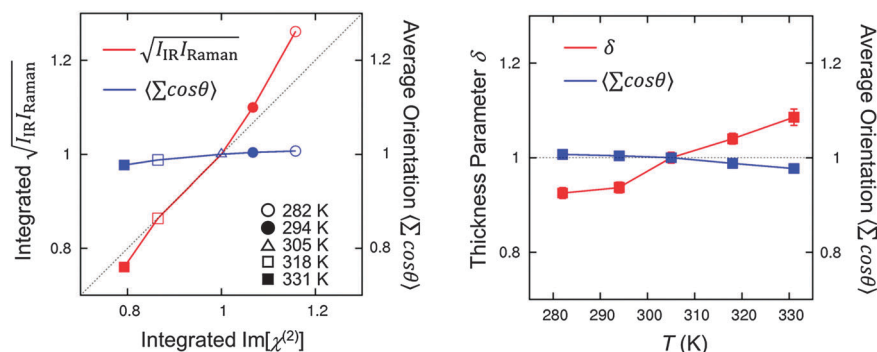 1.2
1
0.8
Integrated √I_IR I_Raman
√I_IR I_Raman
⟨∑cosθ⟩
282 K
294 K
305 K
318 K
331 K
0.8
1
1.2
Integrated Im[χ^(2)]
1.2
1
0.8
Average Orientation ⟨∑ cosθ⟩
1.2
1
0.8
Thickness Parameter δ
δ
⟨∑cosθ⟩
280
290
300
310
320
330
T (K)
1.2
1
0.8
Average Orientation ⟨∑ cosθ⟩